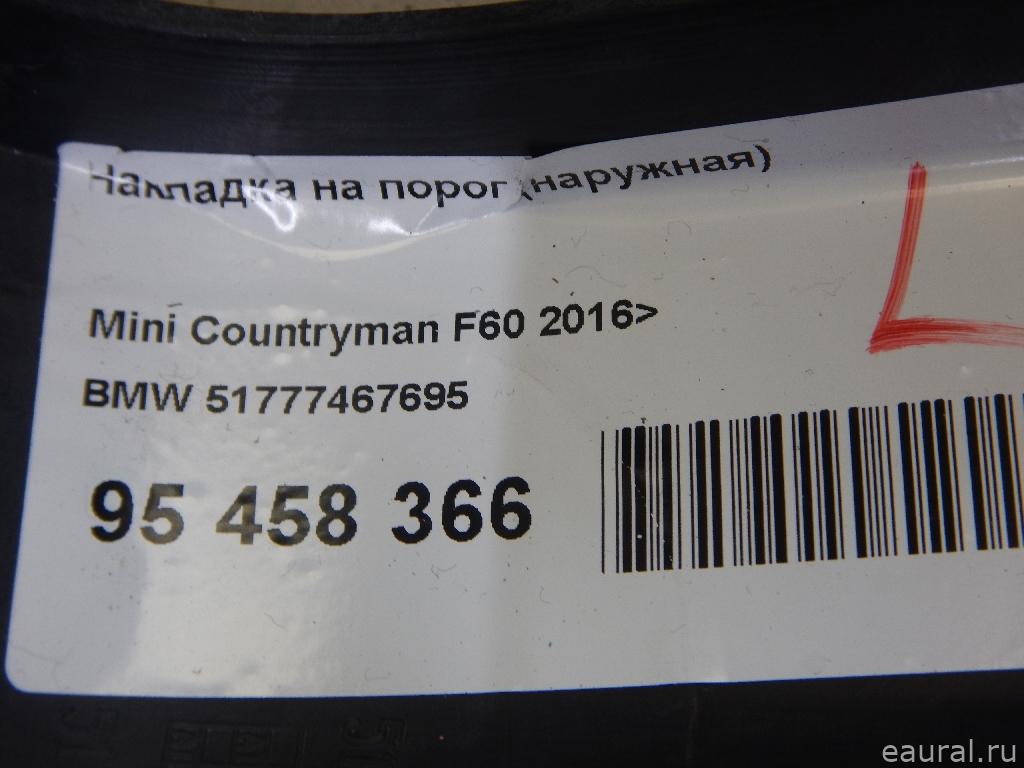 Накладка на порог (наружная)
L
Mini Countryman F60 2016>
BMW 51777467695
95 458 366
eaural.ru